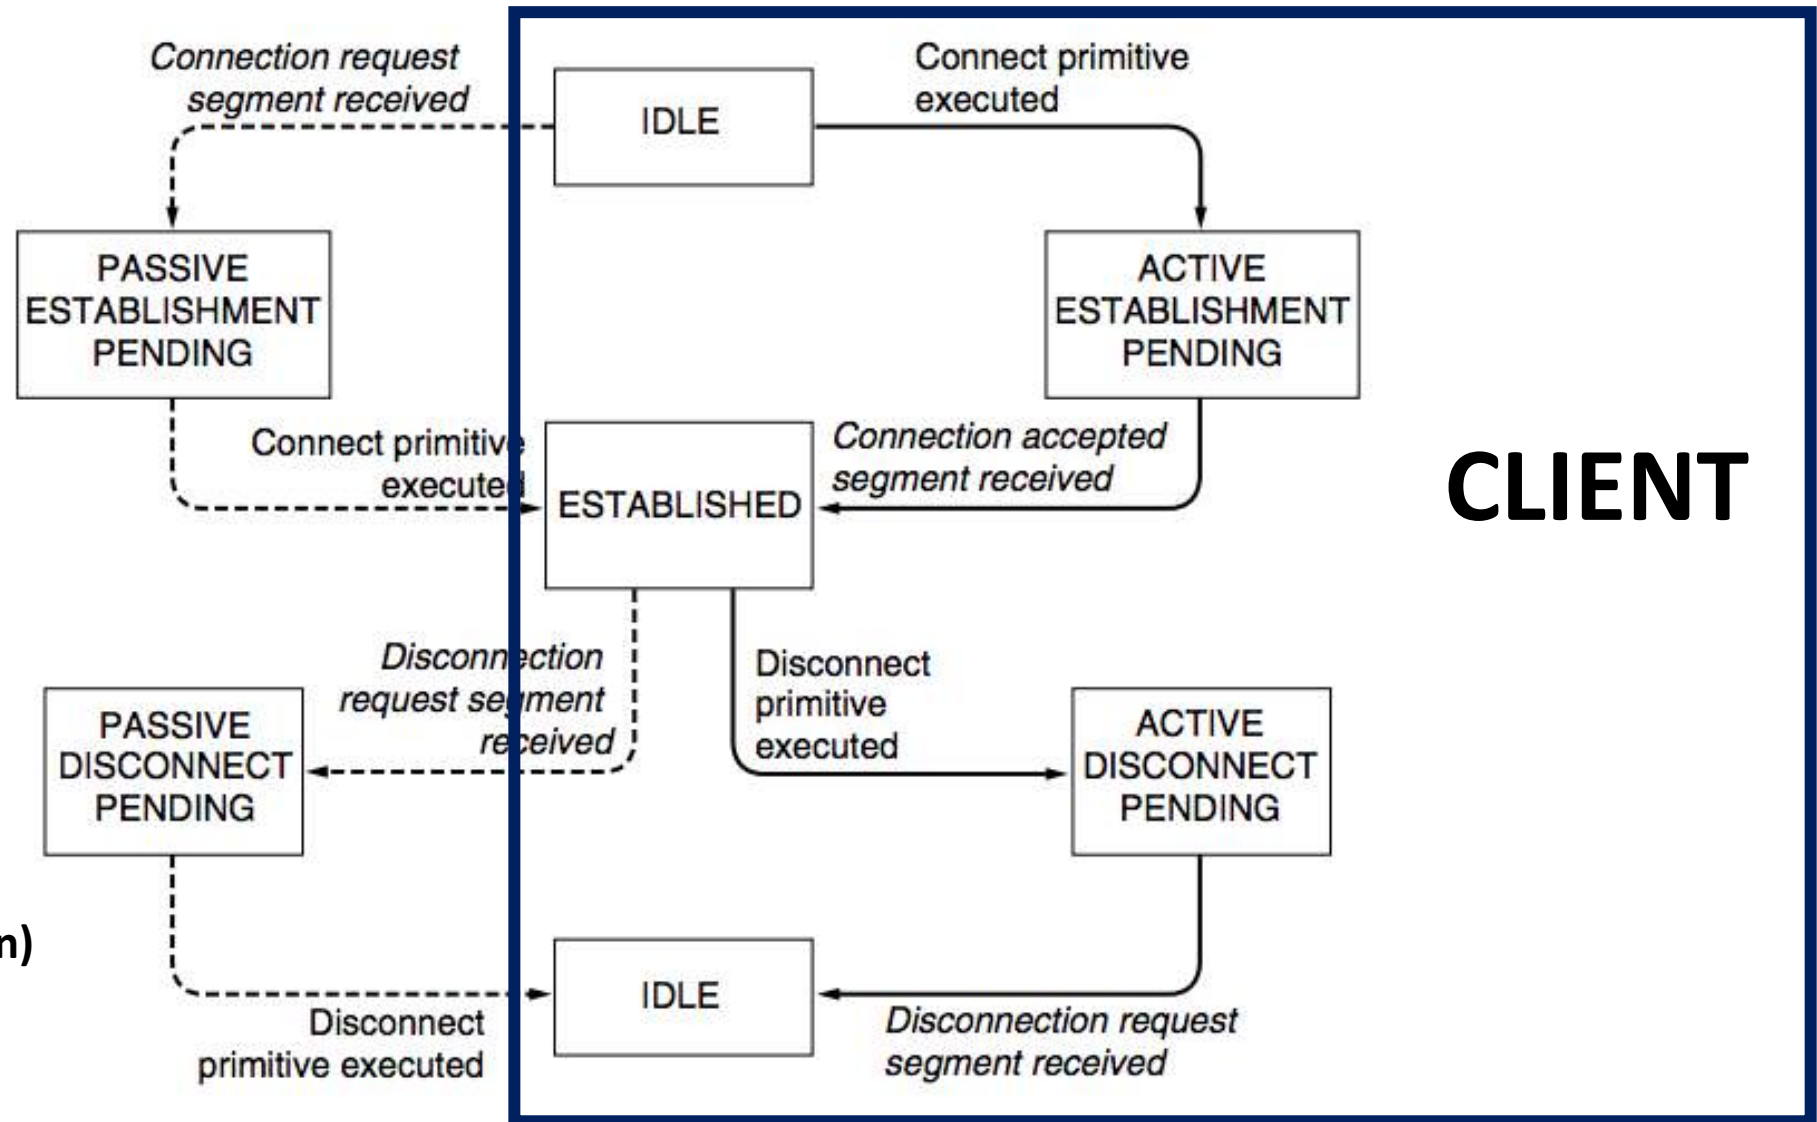 Connection request
segment received
Connect primitive
executed
IDLE
PASSIVE
ESTABLISHMENT
PENDING
ACTIVE
ESTABLISHMENT
PENDING
Connect primitive
executed
ESTABLISHED
Connection accepted
segment received
CLIENT
Disconnection
request segment
received
Disconnect
primitive
executed
PASSIVE
DISCONNECT
PENDING
ACTIVE
DISCONNECT
PENDING
n)
IDLE
Disconnect
primitive executed
Disconnection request
segment received